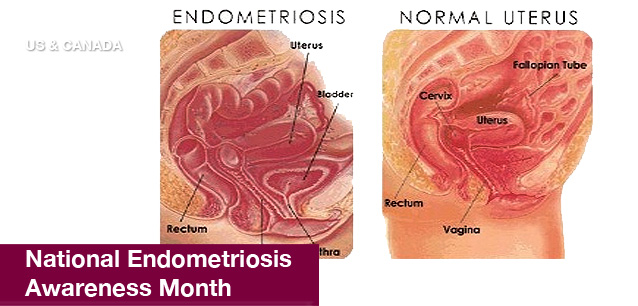 ENDOMETRIOSIS
NORMAL UTERUS
US & CANADA
Uterus
Bladder
Rectum
thra
Fallopian Tube
Cervix
Uterus
Rectum
Vagina
National Endometriosis
Awareness Month